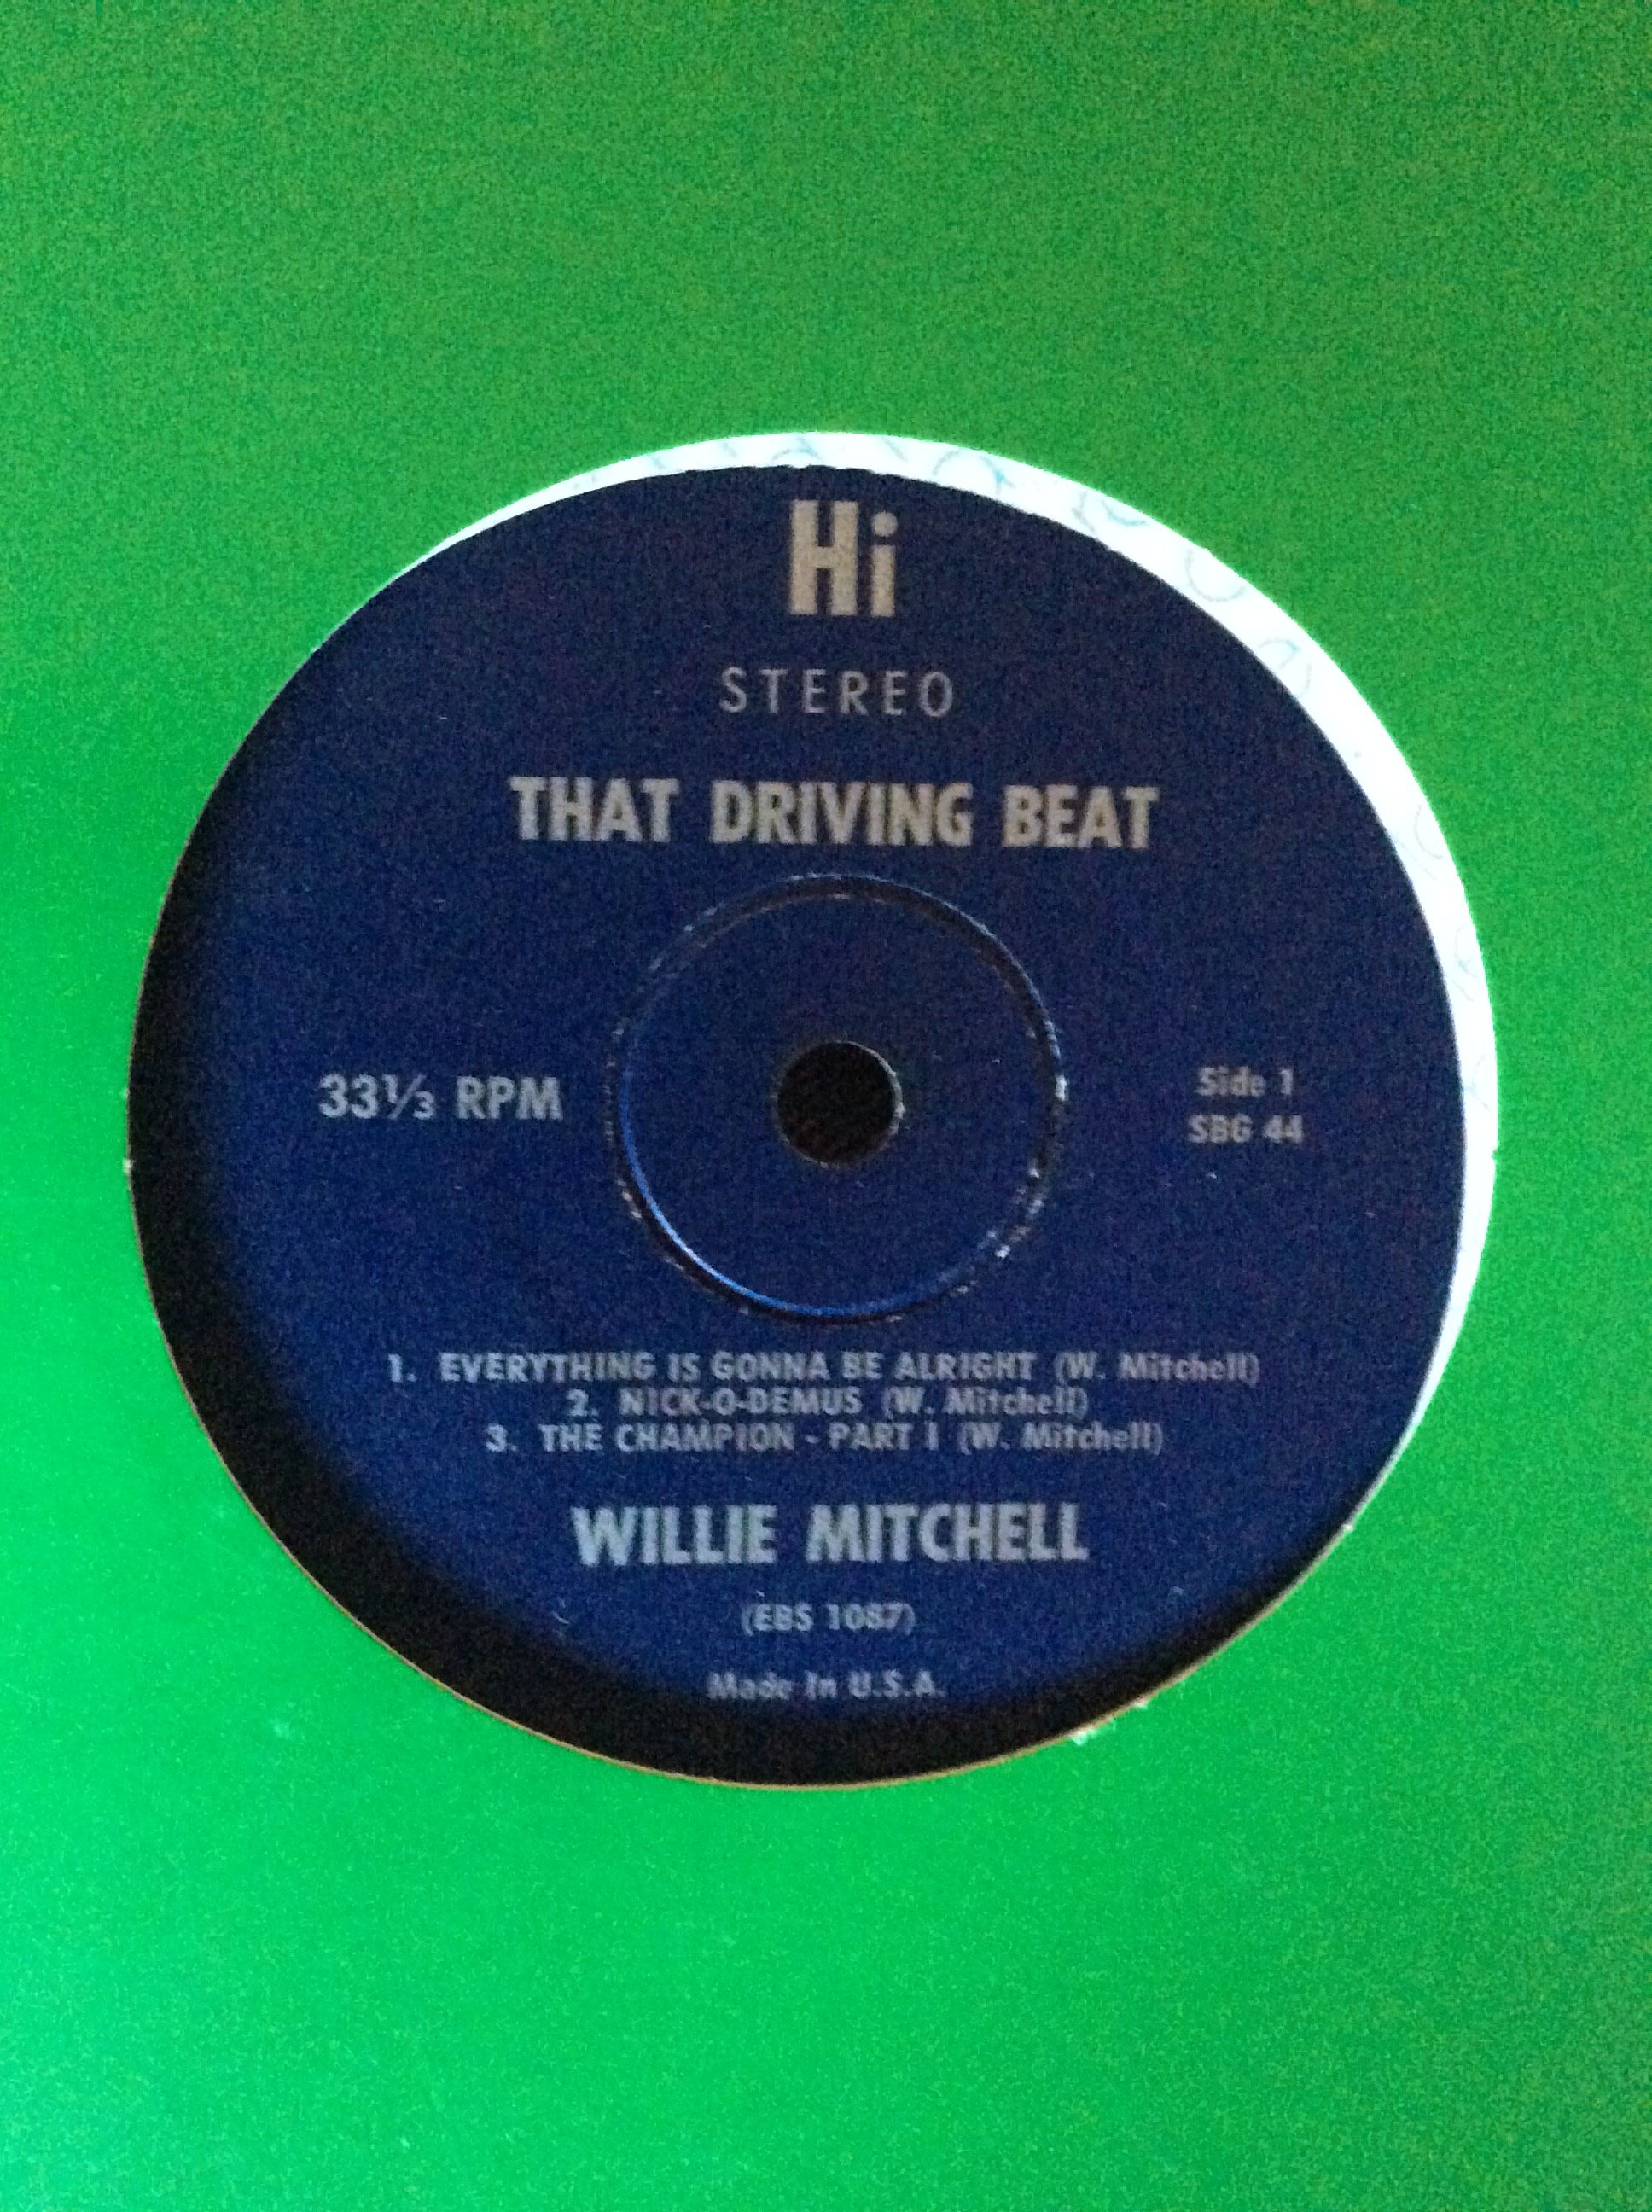 Hi
STEREO
THAT DRIVING BEAT
33⅓ RPM
Side 1
SBG 44
1. EVERYTHING IS GONNA BE ALRIGHT (W. Mitchell)
2. NICK-O-DEMUS (W. Mitchell)
3. THE CHAMPION - PART I (W. Mitchell)
WILLIE MITCHELL
(EBS 1087)
Made In U.S.A.